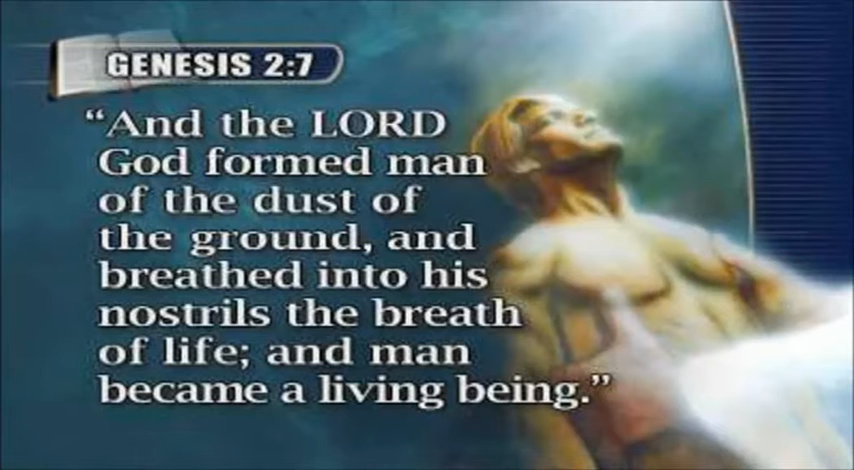 GENESIS 2:7
“And the LORD
God formed man
of the dust of
the ground, and
breathed into his
nostrils the breath
of life; and man
became a living being.”